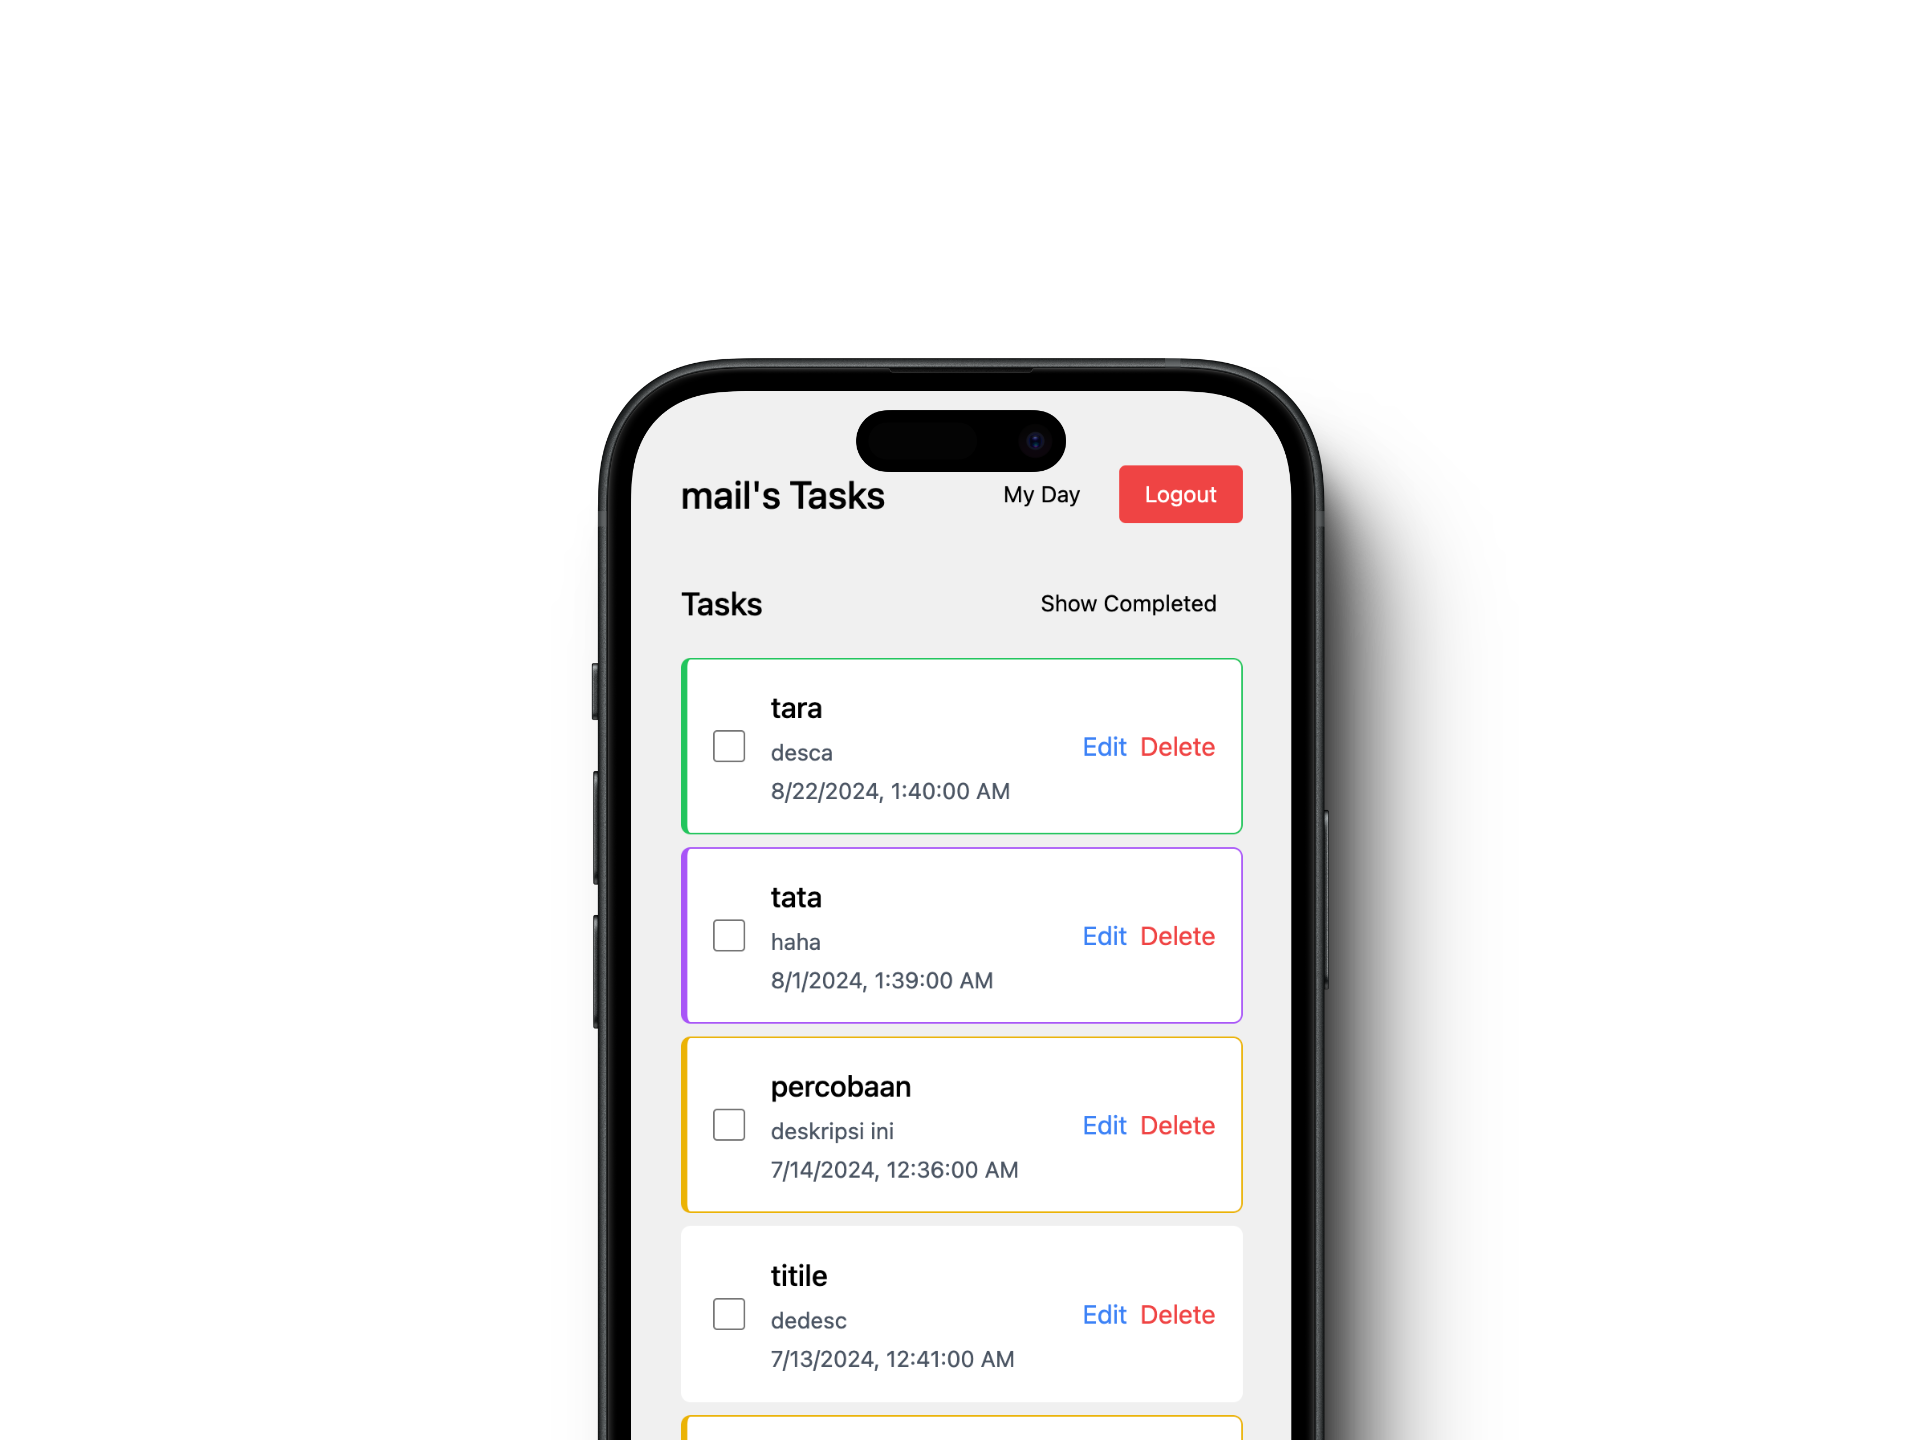 mail's Tasks
My Day
Logout
Tasks
Show Completed
tara
desca
8/22/2024, 1:40:00 AM
Edit Delete
tata
haha
8/1/2024, 1:39:00 AM
Edit Delete
percobaan
deskripsi ini
7/14/2024, 12:36:00 AM
Edit Delete
titile
dedesc
7/13/2024, 12:41:00 AM
Edit Delete